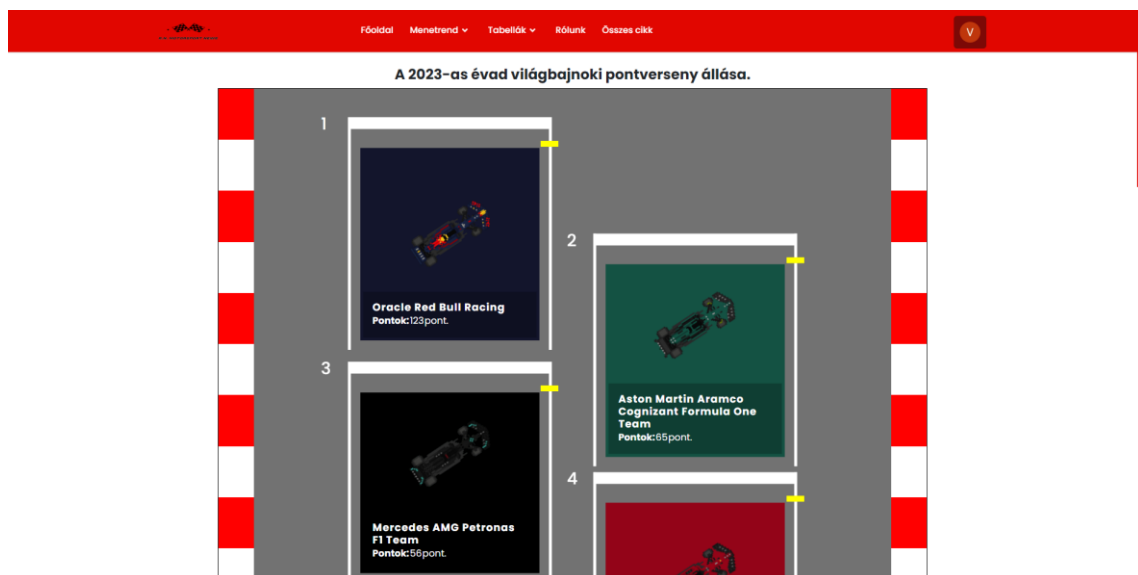 Főoldal Menetrend Tabellák Rólunk Összes cikk V
A 2023-as évad világbajnoki pontverseny állása.
1
Oracle Red Bull Racing
Pontok:123pont.
2
Aston Martin Aramco
Cognizant Formula One
Team
Pontok:65pont.
3
Mercedes AMG Petronas
F1 Team
Pontok:56pont.
4